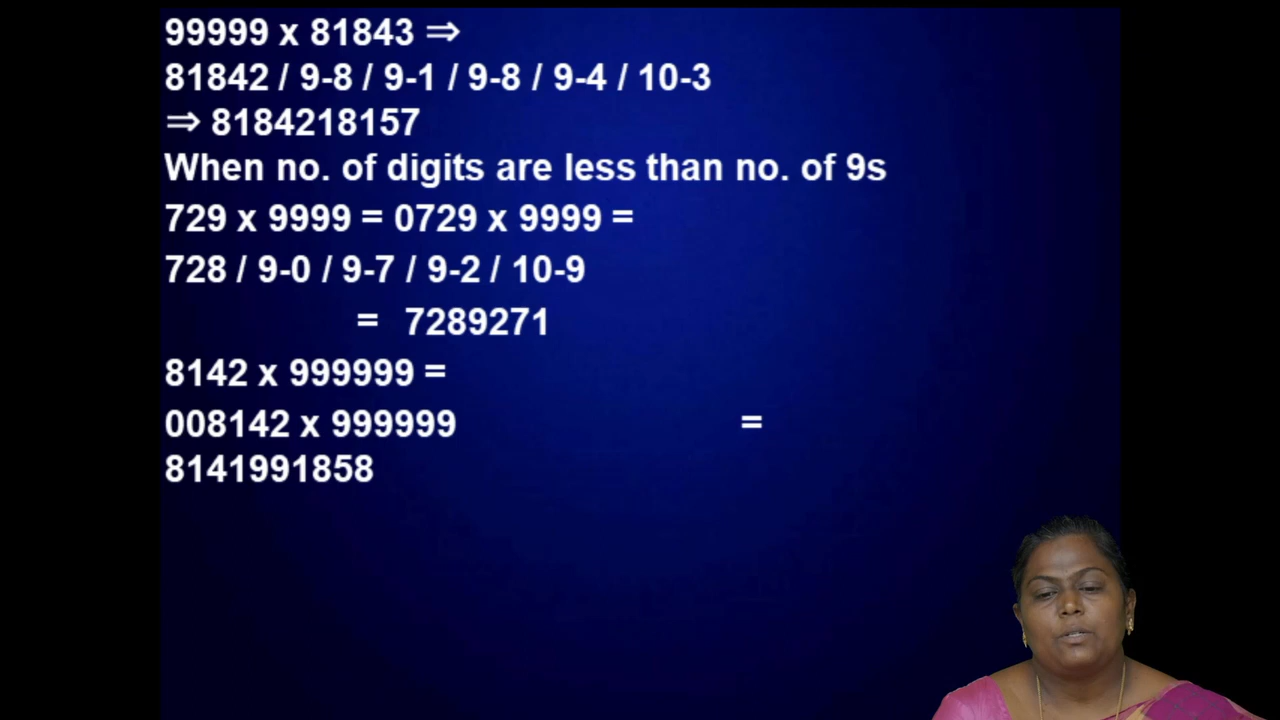 99999 x 81843 ⇒
81842 / 9-8 / 9-1 / 9-8 / 9-4 / 10-3
⇒ 8184218157
When no. of digits are less than no. of 9s
729 x 9999 = 0729 x 9999 =
728 / 9-0 / 9-7 / 9-2 / 10-9
= 7289271
8142 x 999999 =
008142 x 999999 =
8141991858